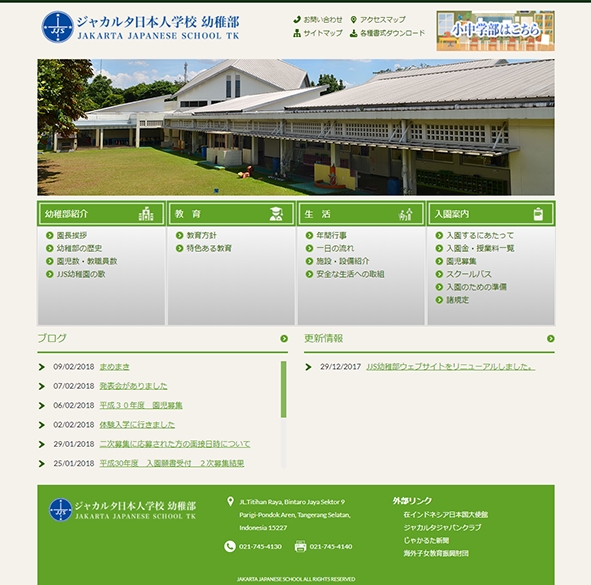 ジャカルタ日本人学校 幼稚部
JAKARTA JAPANESE SCHOOL TK
JJS
お問い合わせ アクセスマップ
サイトマップ 各種書式ダウンロード
小中学部はこちら
幼稚部紹介
園長挨拶
幼稚部の歴史
園児数・教職員数
JJS幼稚園の歌
教 育
教育方針
特色ある教育
生 活
年間行事
一日の流れ
施設・設備紹介
安全な生活への取組
入園案内
入園するにあたって
入園金・授業料一覧
園児募集
スクールバス
入園のための準備
諸規定
ブログ
09/02/2018 まめまき
07/02/2018 発表会がありました
06/02/2018 平成３０年度 園児募集
02/02/2018 体験入学に行きました
29/01/2018 二次募集に応募された方の面接日時について
25/01/2018 平成30年度 入園願書受付 ２次募集結果
更新情報
29/12/2017 JJS幼稚部ウェブサイトをリニューアルしました。
JJS
ジャカルタ日本人学校 幼稚部
JAKARTA JAPANESE SCHOOL TK
JL.Titihan Raya, Bintaro Jaya Sektor 9
Parigi-Pondok Aren, Tangerang Selatan,
Indonesia 15227
021-745-4130 021-745-4140
外部リンク
在インドネシア日本国大使館
ジャカルタジャパンクラブ
じゃかるた新聞
海外子女教育振興財団
JAKARTA JAPANESE SCHOOL ALL RIGHTS RESERVED